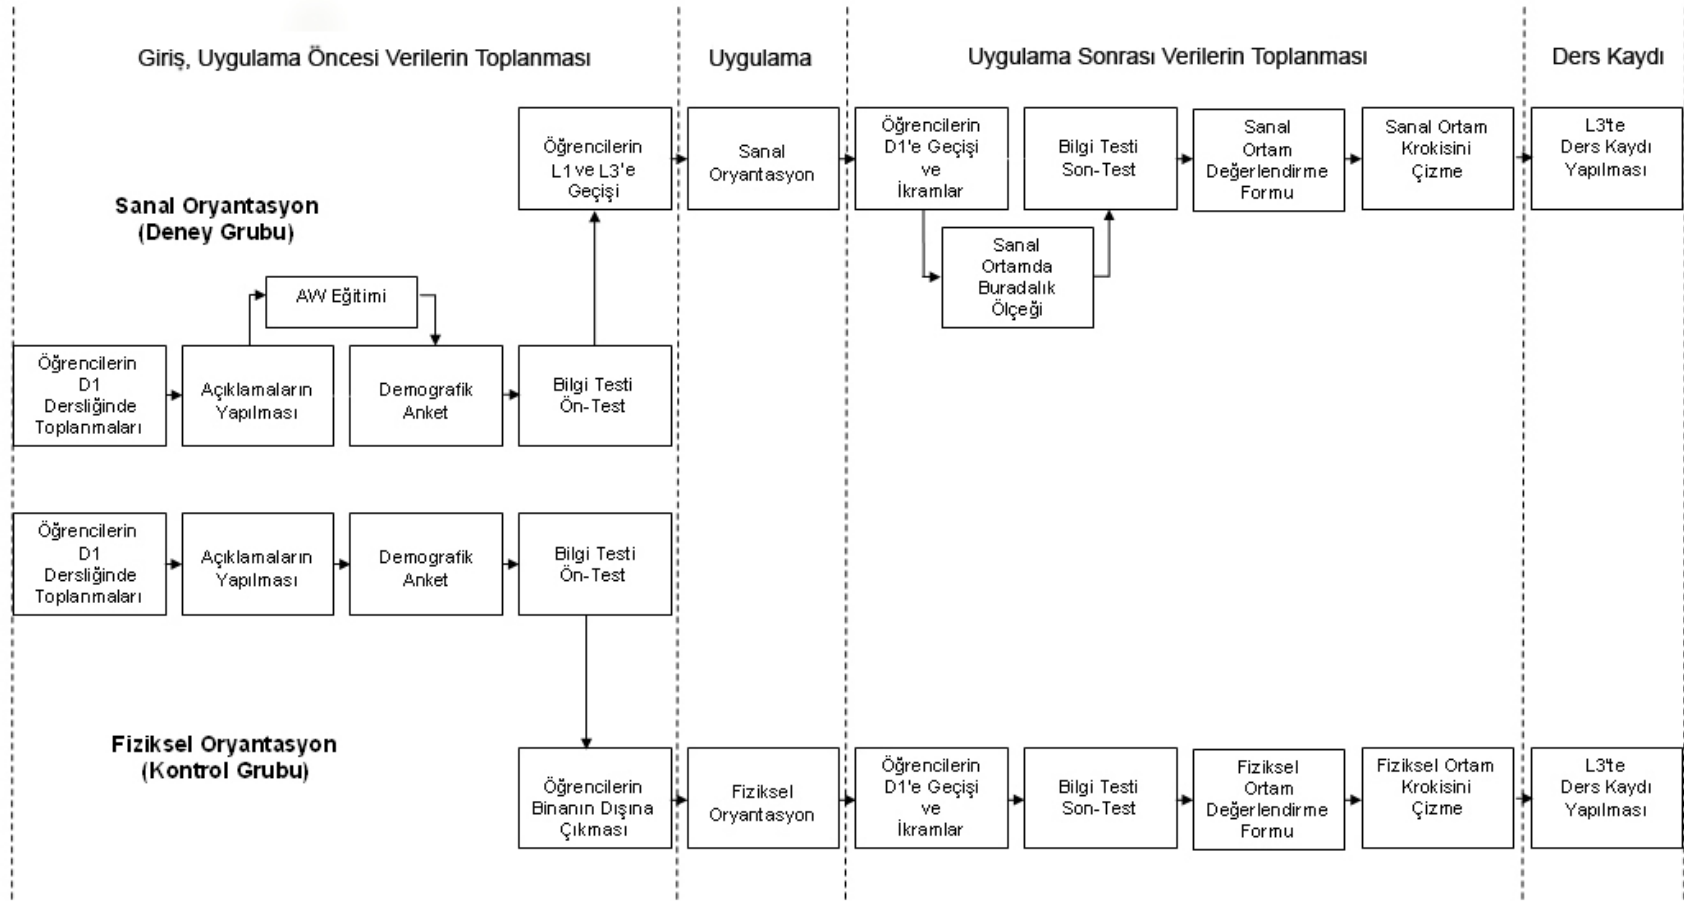 Giriş, Uygulama Öncesi Verilerin Toplanması
Uygulama
Uygulama Sonrası Verilerin Toplanması
Ders Kaydı
Sanal Oryantasyon
(Deney Grubu)
Öğrencilerin
D1
Dersliğinde
Toplanmaları
Açıklamaların
Yapılması
AW Eğitimi
Demografik
Anket
Bilgi Testi
Ön-Test
Öğrencilerin
L1 ve L3'e
Geçişi
Sanal
Oryantasyon
Öğrencilerin
D1'e Geçişi
ve
İkramlar
Sanal
Ortamda
Buradalık
Ölçeği
Bilgi Testi
Son-Test
Sanal
Ortam
Değerlendirme
Formu
Sanal Ortam
Krokisini
Çizme
L3'te
Ders Kaydı
Yapılması
Öğrencilerin
D1
Dersliğinde
Toplanmaları
Açıklamaların
Yapılması
Demografik
Anket
Bilgi Testi
Ön-Test
Fiziksel Oryantasyon
(Kontrol Grubu)
Öğrencilerin
Binanın Dışına
Çıkması
Fiziksel
Oryantasyon
Öğrencilerin
D1'e Geçişi
ve
İkramlar
Bilgi Testi
Son-Test
Fiziksel
Ortam
Değerlendirme
Formu
Fiziksel Ortam
Krokisini
Çizme
L3'te
Ders Kaydı
Yapılması